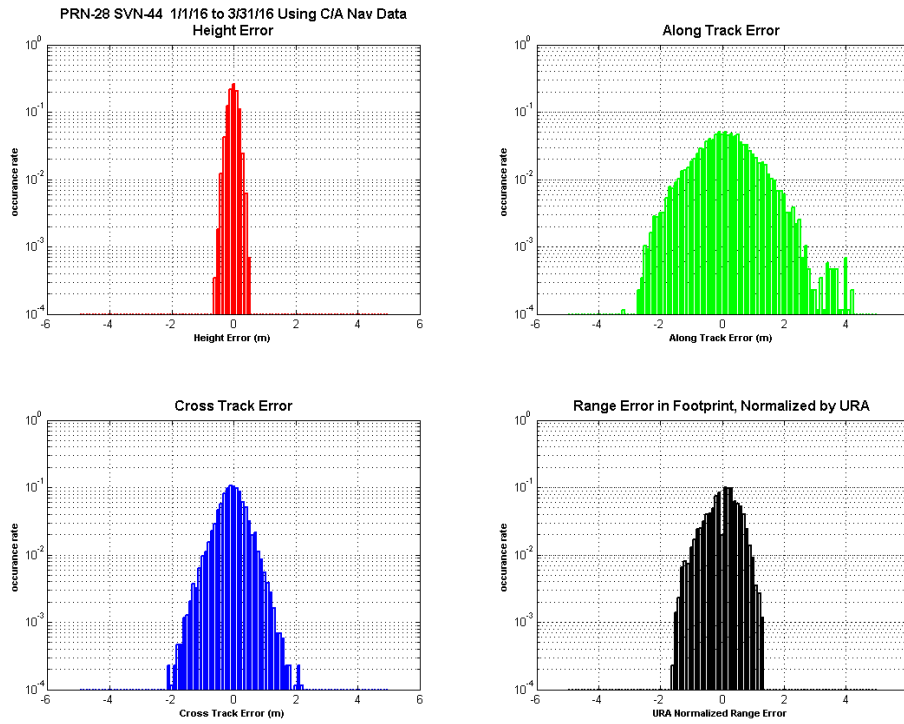 PRN-28 SVN-44 1/1/16 to 3/31/16 Using C/A Nav Data
Height Error
10^0
10^-1
10^-2
10^-3
10^-4
occurance rate
-6 -4 -2 0 2 4 6
Height Error (m)
Along Track Error
10^0
10^-1
10^-2
10^-3
10^-4
occurance rate
-6 -4 -2 0 2 4
Along Track Error (m)
Cross Track Error
10^0
10^-1
10^-2
10^-3
10^-4
occurance rate
-6 -4 -2 0 2 4 6
Cross Track Error (m)
Range Error in Footprint, Normalized by URA
10^0
10^-1
10^-2
10^-3
10^-4
occurance rate
-6 -4 -2 0 2 4
URA Normalized Range Error